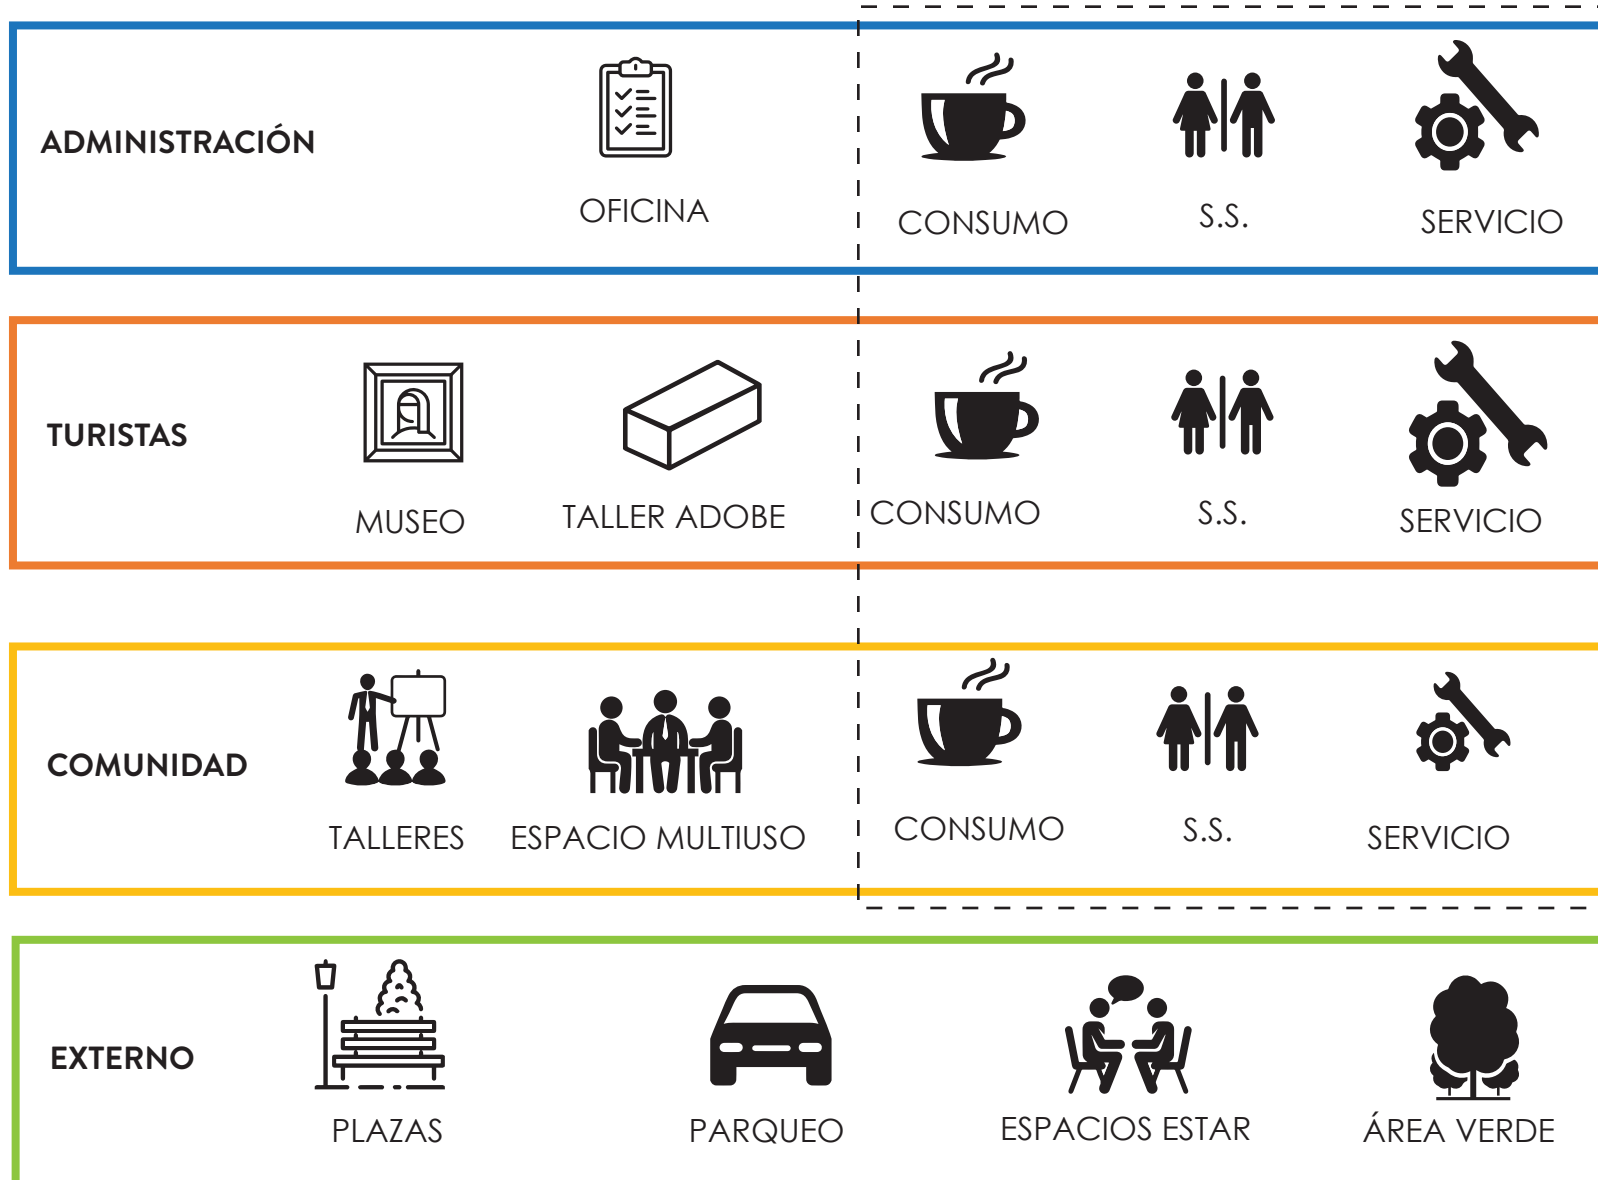 ADMINISTRACIÓN
OFICINA
CONSUMO
S.S.
SERVICIO
TURISTAS
MUSEO
TALLER ADOBE
CONSUMO
S.S.
SERVICIO
COMUNIDAD
TALLERES
ESPACIO MULTIUSO
CONSUMO
S.S.
SERVICIO
EXTERNO
PLAZAS
PARQUEO
ESPACIOS ESTAR
ÁREA VERDE